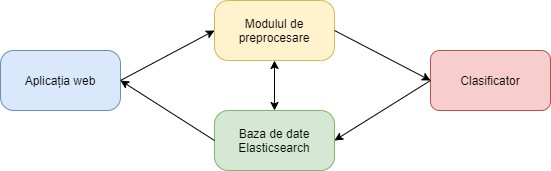 Modulul de
preprocesare
Aplicația web
Clasificator
Baza de date
Elasticsearch